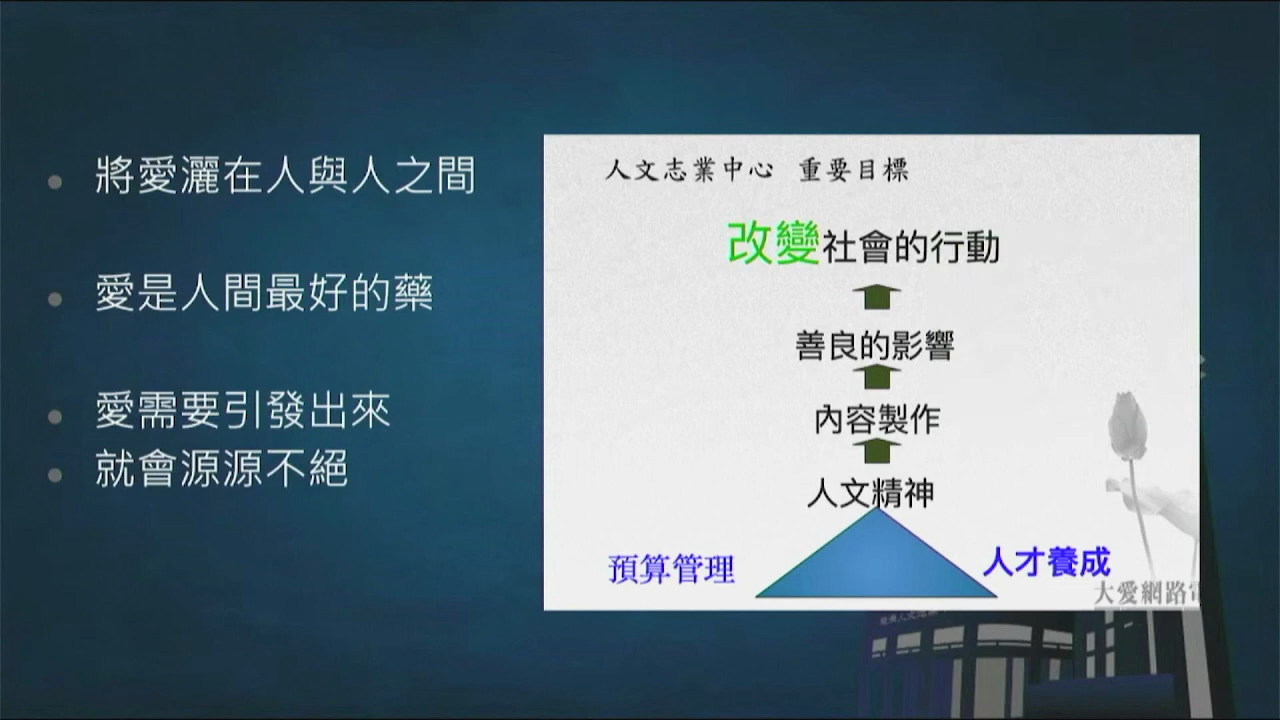 將愛灑在人與人之間
愛是人間最好的藥
愛需要引發出來
就會源源不絕
人文志業中心 重要目標
改變社會的行動
善良的影響
內容製作
人文精神
預算管理
人才養成
大愛網路電